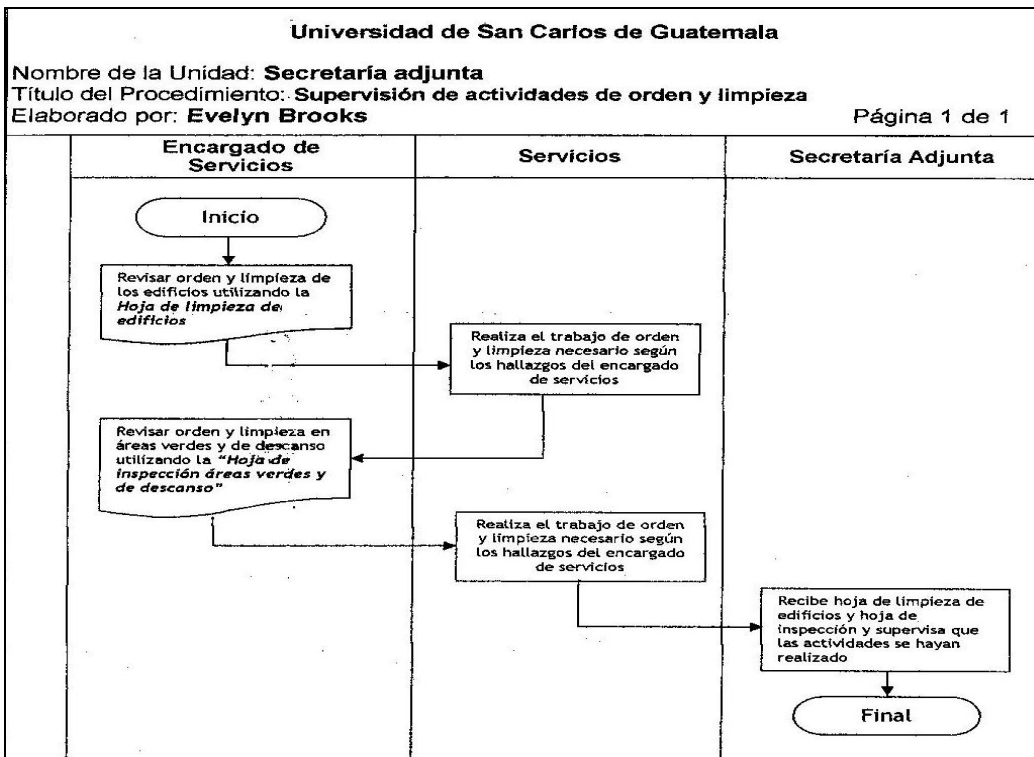 Universidad de San Carlos de Guatemala
Nombre de la Unidad: Secretaría adjunta
Título del Procedimiento: Supervisión de actividades de orden y limpieza
Elaborado por: Evelyn Brooks
Página 1 de 1
Encargado de
Servicios
Servicios
Secretaría Adjunta
Inicio
Revisar orden y limpieza de
los edificios utilizando la
Hoja de limpieza de
edificios
Realiza el trabajo de orden
y limpieza necesario según
los hallazgos del encargado
de servicios
Revisar orden y limpieza en
áreas verdes y de descanso
utilizando la "Hoja de
inspección áreas verdes y
de descanso"
Realiza el trabajo de orden
y limpieza necesario según
los hallazgos del encargado
de servicios
Recibe hoja de limpieza de
edificios y hoja de
inspección y supervisa que
las actividades se hayan
realizado
Final